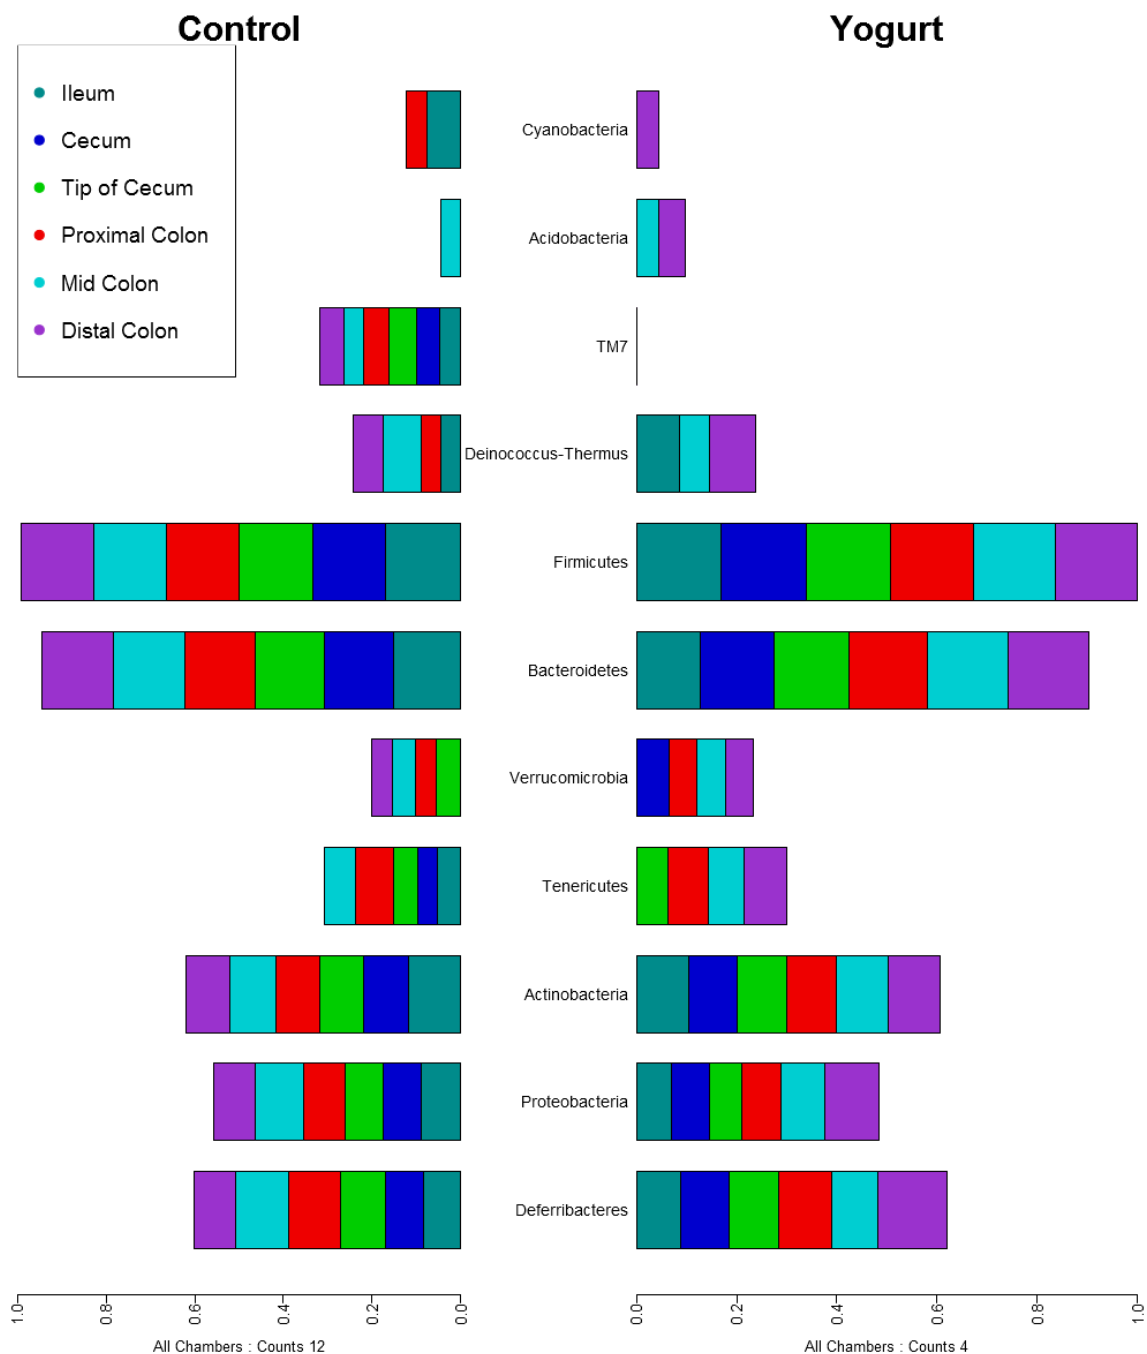 Control
Yogurt
Ileum
Cecum
Tip of Cecum
Proximal Colon
Mid Colon
Distal Colon
Cyanobacteria
Acidobacteria
TM7
Deinococcus-Thermus
Firmicutes
Bacteroidetes
Verrucomicrobia
Tenericutes
Actinobacteria
Proteobacteria
Deferribacteres
1.0 0.8 0.6 0.4 0.2 0.0
0.0 0.2 0.4 0.6 0.8 1.0
All Chambers : Counts 12
All Chambers : Counts 4